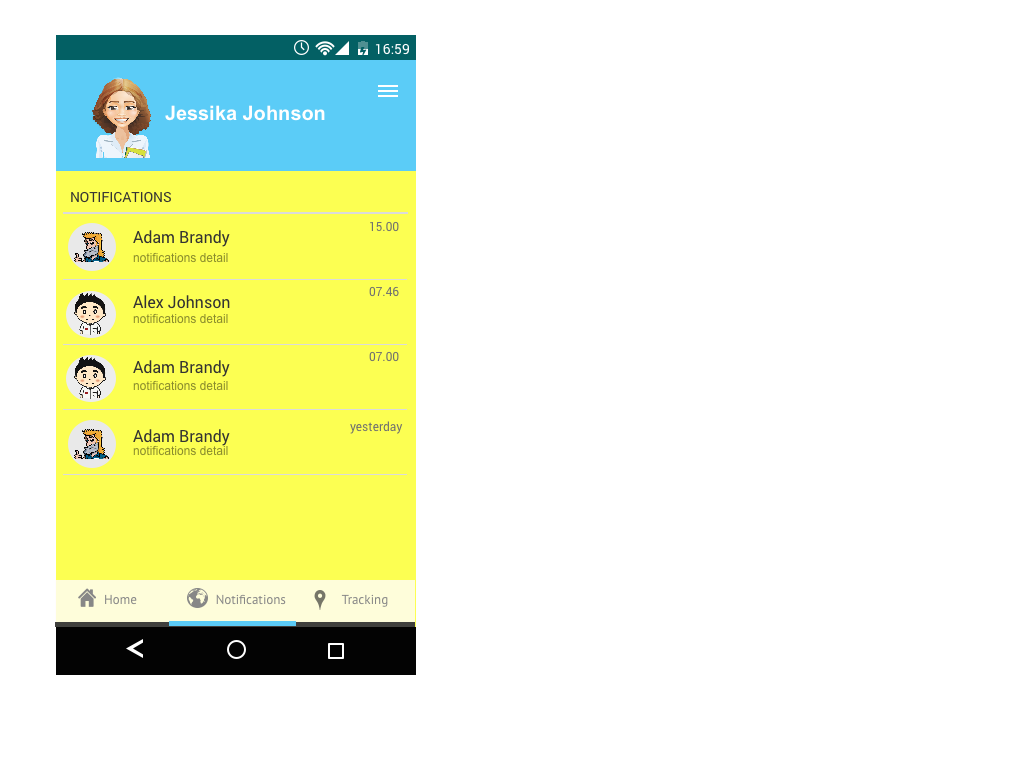 16:59
Jessika Johnson
NOTIFICATIONS
15.00
Adam Brandy
notifications detail
07.46
Alex Johnson
notifications detail
07.00
Adam Brandy
notifications detail
yesterday
Adam Brandy
notifications detail
Home Notifications Tracking